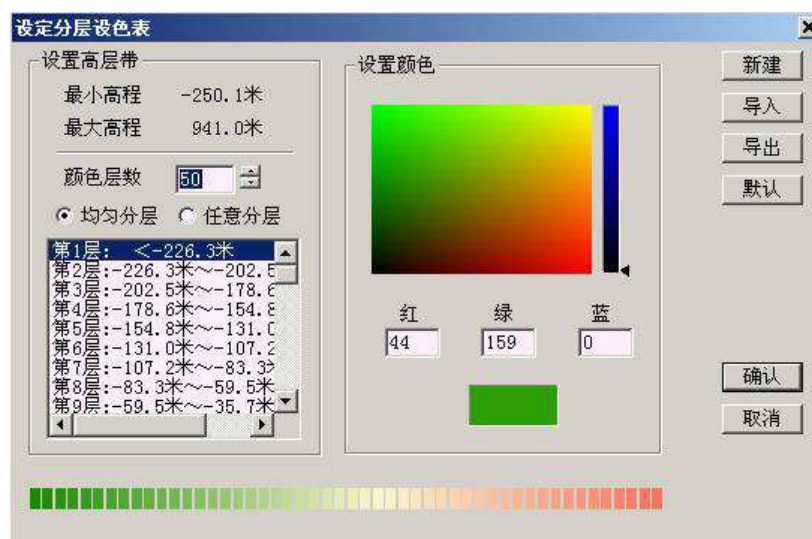 设定分层设色表
设置高层带
最小高程 -250.1米
最大高程 941.0米
颜色层数 50
均匀分层 任意分层
第1层: <-226.3米
第2层:-226.3米～-202.5
第3层:-202.5米～-178.6
第4层:-178.6米～-154.8
第5层:-154.8米～-131.0
第6层:-131.0米～-107.2
第7层:-107.2米～-83.3
第8层:-83.3米～-59.5米
第9层:-59.5米～-35.7米
设置颜色
红 绿 蓝
44 159 0
新建
导入
导出
默认
确认
取消